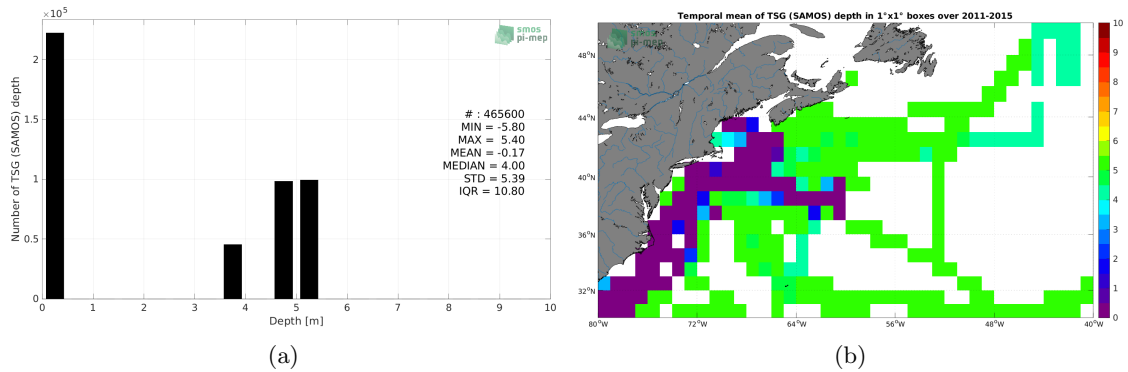 ×10⁵
2
1.5
1
0.5
0
0 1 2 3 4 5 6 7 8 9 10
Number of TSG (SAMOS) depth
Depth [m]
smos
pi-mep
# : 465600
MIN = -5.80
MAX = 5.40
MEAN = -0.17
MEDIAN = 4.00
STD = 5.39
IQR = 10.80
(a)
Temporal mean of TSG (SAMOS) depth in 1°x1° boxes over 2011-2015
smos
pi-mep
48°N
44°N
40°N
36°N
32°N
80°W 72°W 64°W 56°W 48°W 40°W
10
9
8
7
6
5
4
3
2
1
0
(b)